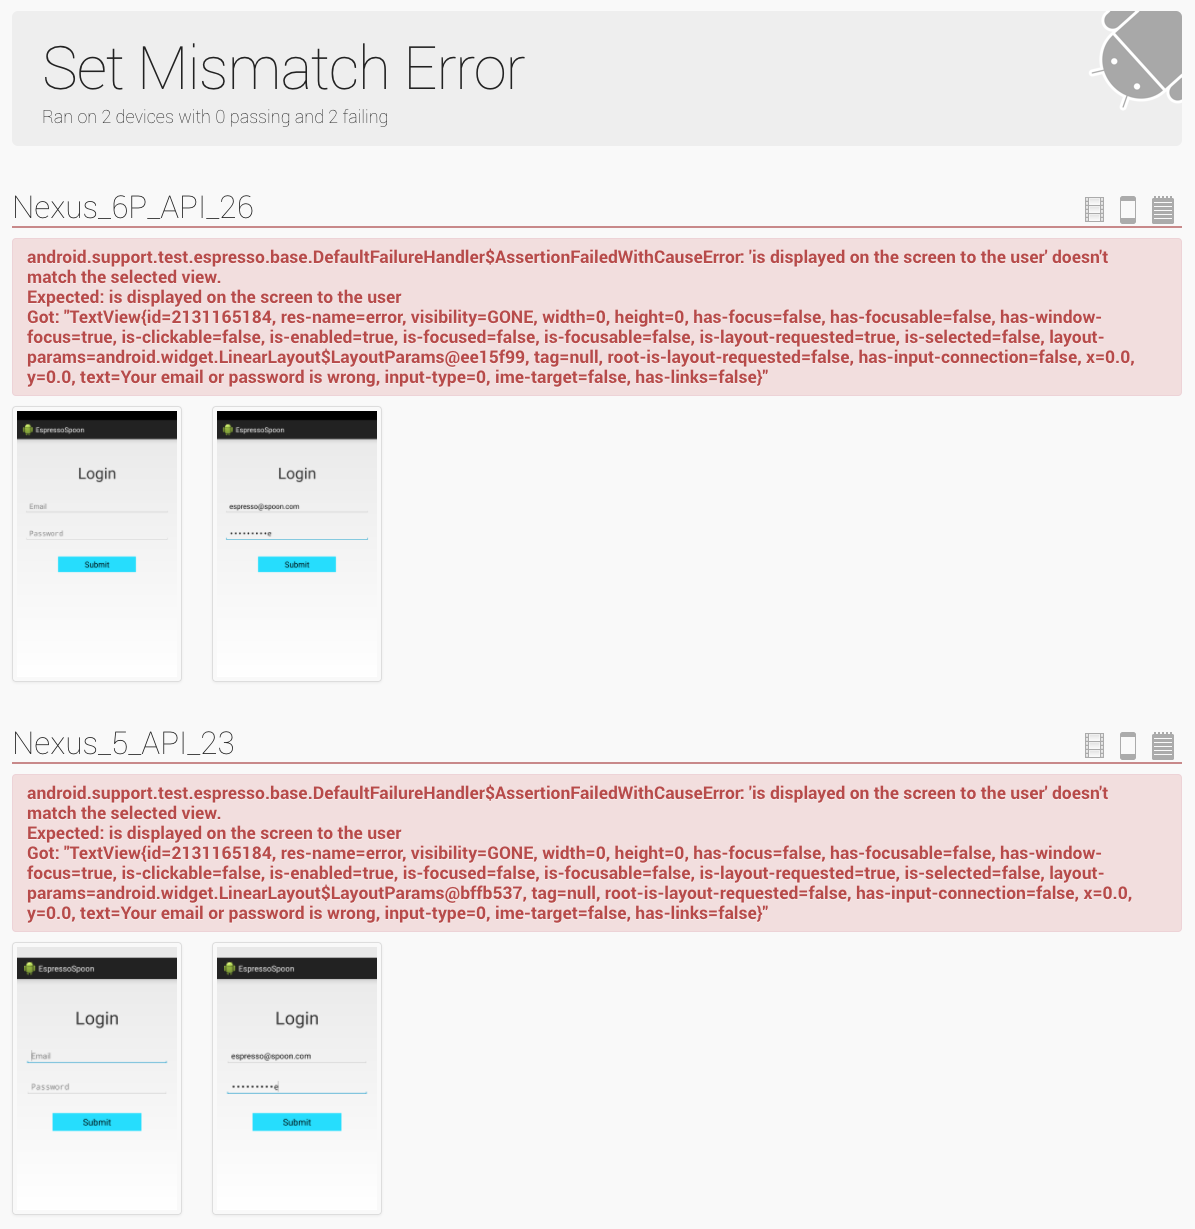 Set Mismatch Error
Ran on 2 devices with 0 passing and 2 failing
Nexus_6P_API_26
android.support.test.espresso.base.DefaultFailureHandler$AssertionFailedWithCauseError: 'is displayed on the screen to the user' doesn't
match the selected view.
Expected: is displayed on the screen to the user
Got: "TextView{id=2131165184, res-name=error, visibility=GONE, width=0, height=0, has-focus=false, has-focusable=false, has-window-
focus=true, is-clickable=false, is-enabled=true, is-focused=false, is-focusable=false, is-layout-requested=true, is-selected=false, layout-
params=android.widget.LinearLayout$LayoutParams@ee15f99, tag=null, root-is-layout-requested=false, has-input-connection=false, x=0.0,
y=0.0, text=Your email or password is wrong, input-type=0, ime-target=false, has-links=false}"
EspressoSpoon
Login
Email
Password
Submit
EspressoSpoon
Login
espresso@spoon.com
•••••••••e
Submit
Nexus_5_API_23
android.support.test.espresso.base.DefaultFailureHandler$AssertionFailedWithCauseError: 'is displayed on the screen to the user' doesn't
match the selected view.
Expected: is displayed on the screen to the user
Got: "TextView{id=2131165184, res-name=error, visibility=GONE, width=0, height=0, has-focus=false, has-focusable=false, has-window-
focus=true, is-clickable=false, is-enabled=true, is-focused=false, is-focusable=false, is-layout-requested=true, is-selected=false, layout-
params=android.widget.LinearLayout$LayoutParams@bffb537, tag=null, root-is-layout-requested=false, has-input-connection=false, x=0.0,
y=0.0, text=Your email or password is wrong, input-type=0, ime-target=false, has-links=false}"
EspressoSpoon
Login
Email
Password
Submit
EspressoSpoon
Login
espresso@spoon.com
•••••••••e
Submit